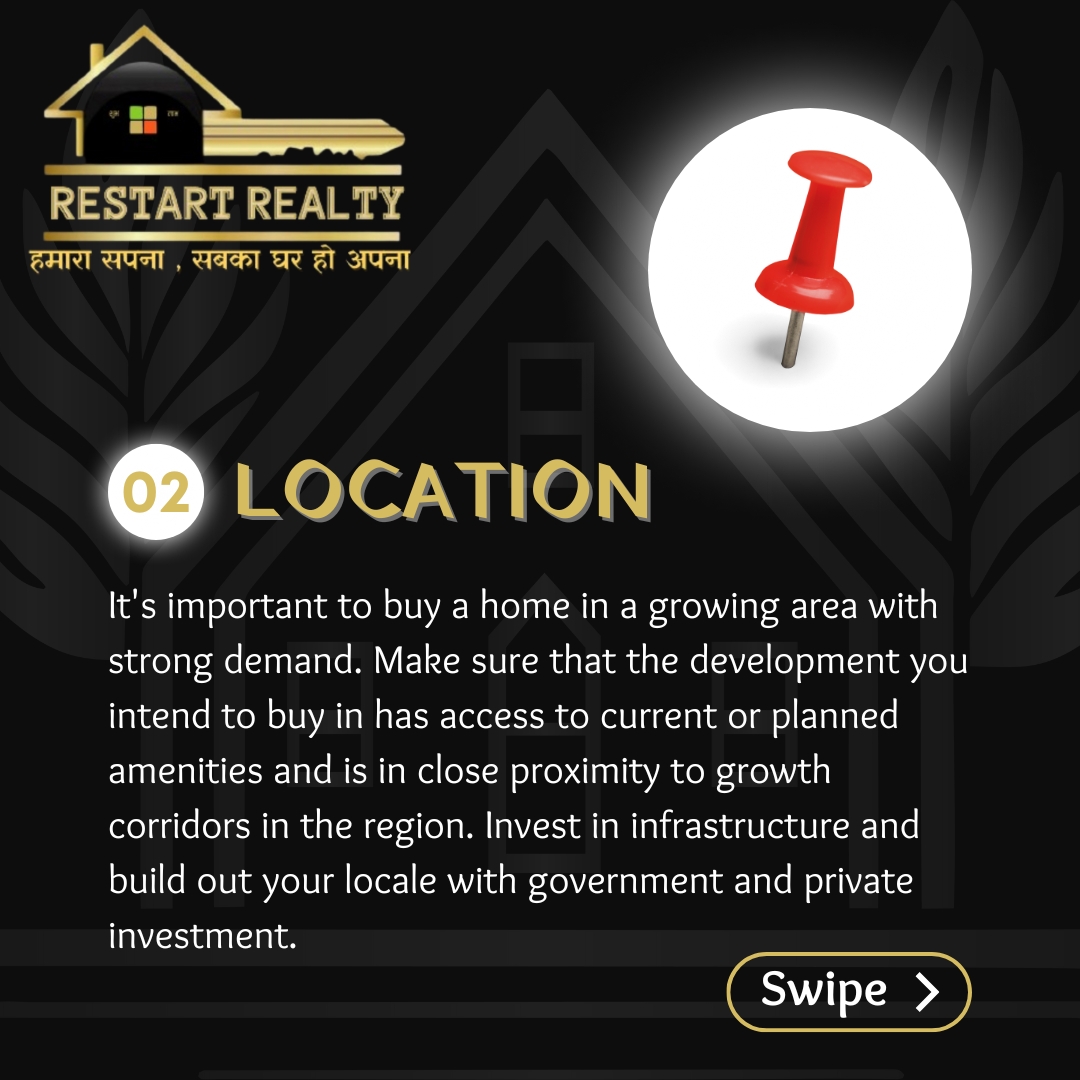 RESTART REALTY
हमारा सपना , सबका घर हो अपना
02 LOCATION
It's important to buy a home in a growing area with
strong demand. Make sure that the development you
intend to buy in has access to current or planned
amenities and is in close proximity to growth
corridors in the region. Invest in infrastructure and
build out your locale with government and private
investment.
Swipe